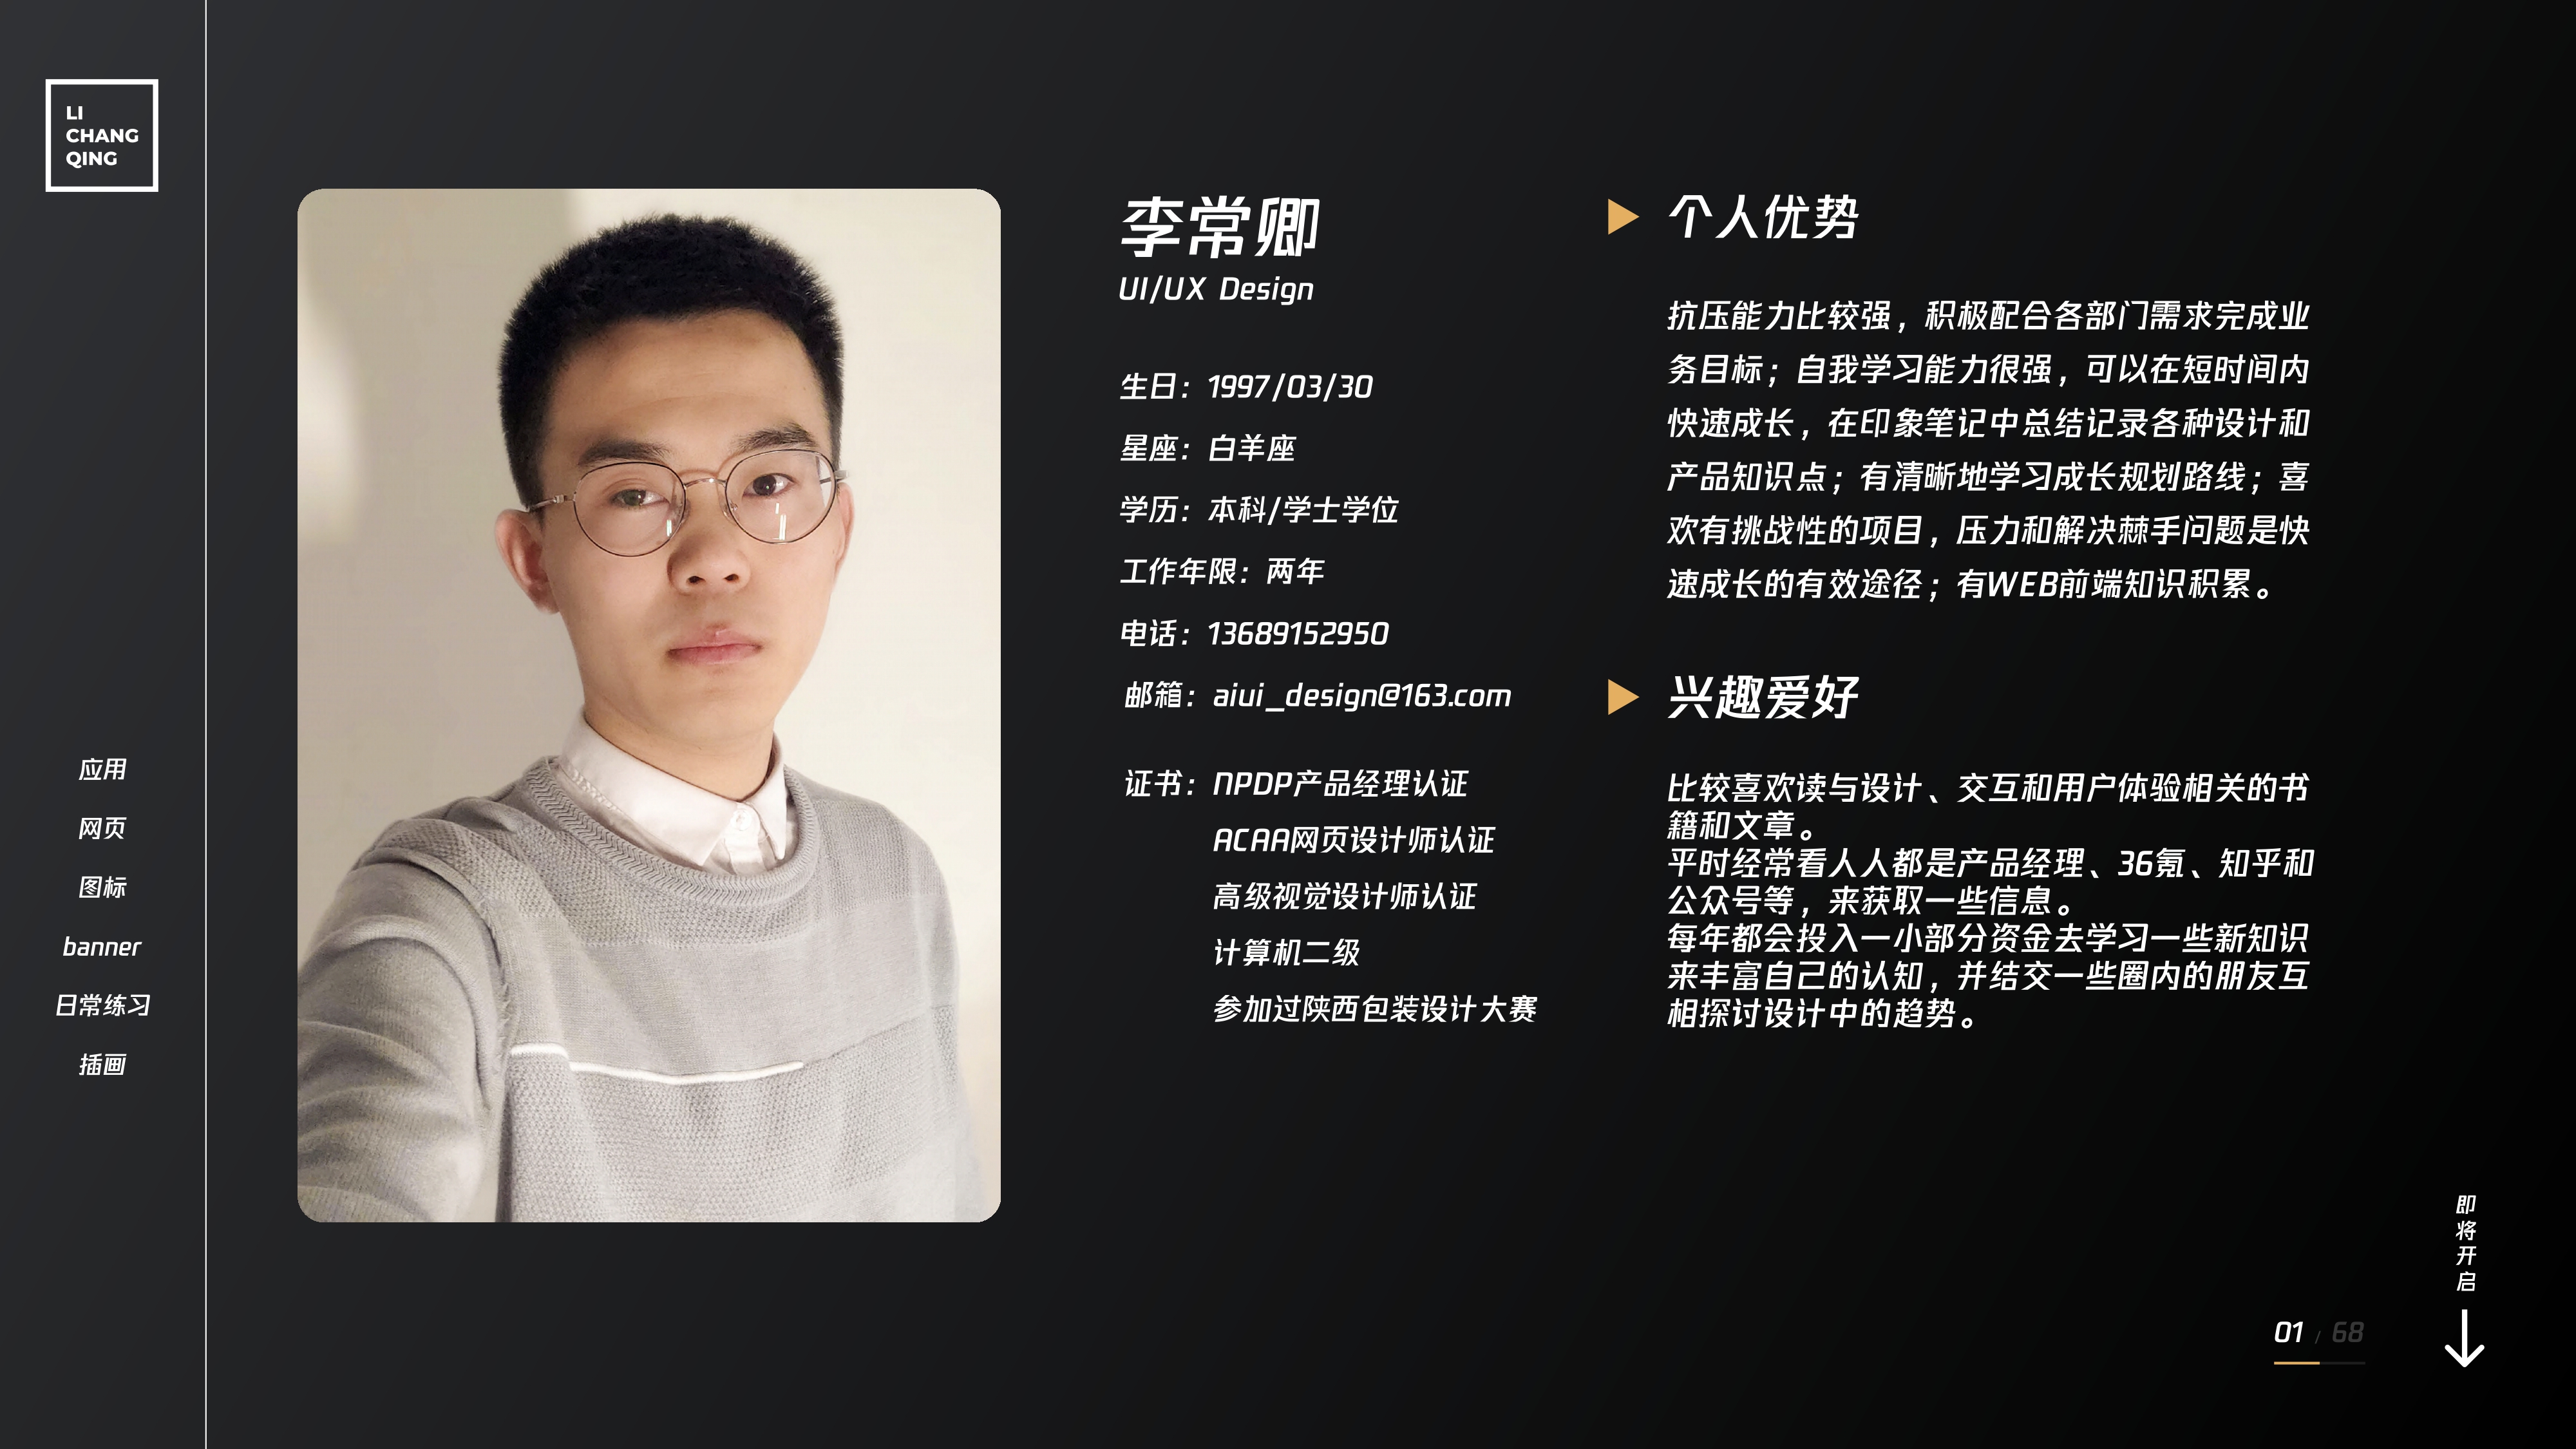 LI
CHANG
QING
应用
网页
图标
banner
日常练习
插画
李常卿
UI/UX Design
生日：1997/03/30
星座：白羊座
学历：本科/学士学位
工作年限：两年
电话：13689152950
邮箱：aiui_design@163.com
证书：NPDP产品经理认证
ACAA网页设计师认证
高级视觉设计师认证
计算机二级
参加过陕西包装设计大赛
个人优势
抗压能力比较强，积极配合各部门需求完成业
务目标；自我学习能力很强，可以在短时间内
快速成长，在印象笔记中总结记录各种设计和
产品知识点；有清晰地学习成长规划路线；喜
欢有挑战性的项目，压力和解决棘手问题是快
速成长的有效途径；有WEB前端知识积累。
兴趣爱好
比较喜欢读与设计、交互和用户体验相关的书
籍和文章。
平时经常看人人都是产品经理、36氪、知乎和
公众号等，来获取一些信息。
每年都会投入一小部分资金去学习一些新知识
来丰富自己的认知，并结交一些圈内的朋友互
相探讨设计中的趋势。
即将开启
01 / 68